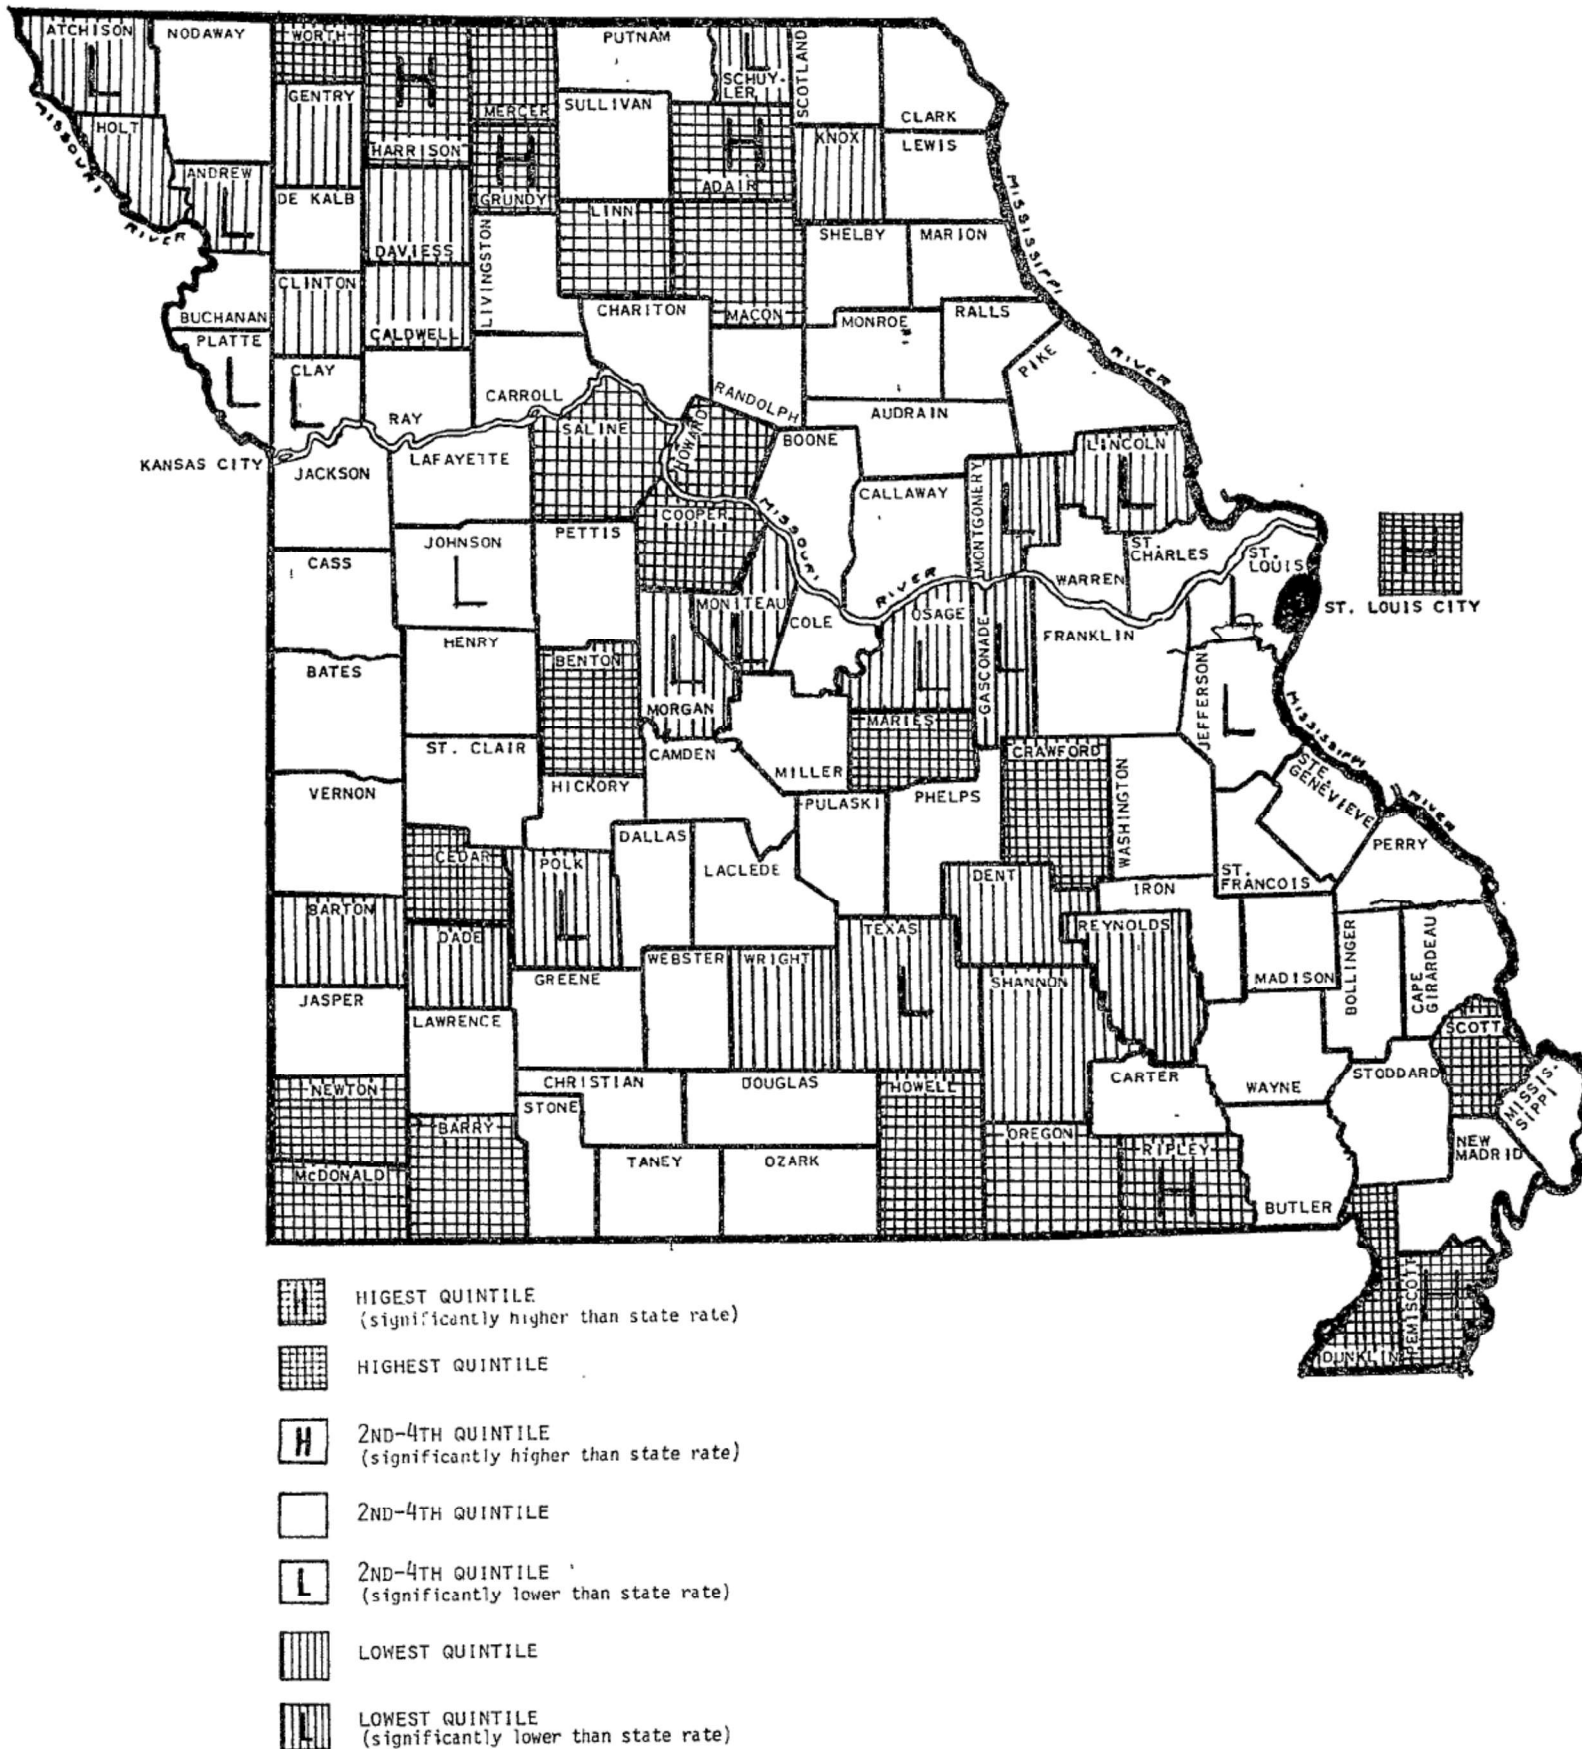 ATCHISON
L
NODAWAY
WORTH
H
HARRISON
MERCER
PUTNAM
L
SCHUY-
LER
SCOTLAND
CLARK
GENTRY
SULLIVAN
HOLT
H
GRUNDY
H
ADAIR
KNOX
LEWIS
MISSOURI
RIVER
ANDREW
L
DE KALB
DAVIESS
LIVINGSTON
LINN
MACON
SHELBY
MARION
MISSISSIPPI
RIVER
BUCHANAN
CLINTON
CALDWELL
CHARITON
MONROE
RALLS
PIKE
PLATTE
L
CLAY
L
RAY
CARROLL
SALINE
HOWARD
RANDOLPH
AUDRAIN
KANSAS CITY
JACKSON
LAFAYETTE
BOONE
CALLAWAY
MONTGOMERY
L
LINCOLN
L
COOPER
MISSOURI
RIVER
PETTIS
JOHNSON
L
CASS
WARREN
ST.
CHARLES
ST.
LOUIS
L
H
ST. LOUIS CITY
MONITEAU
L
COLE
OSAGE
L
GASCONADE
L
FRANKLIN
HENRY
BENTON
BATES
MORGAN
L
JEFFERSON
L
MISSISSIPPI
RIVER
MARIES
CRAWFORD
WASHINGTON
STE.
GENEVIEVE
ST. CLAIR
CAMDEN
MILLER
HICKORY
VERNON
PULASKI
PHELPS
PERRY
DALLAS
CEDAR
POLK
L
LACLEDE
DENT
IRON
ST.
FRANCOIS
BARTON
DADE
TEXAS
L
REYNOLDS
BOLLINGER
CAPE
GIRARDEAU
WEBSTER
WRIGHT
GREENE
SHANNON
MADISON
JASPER
LAWRENCE
SCOTT
CARTER
WAYNE
STODDARD
MISSIS-
SIPPI
NEWTON
CHRISTIAN
DOUGLAS
HOWELL
STONE
BARRY
OREGON
RIPLEY
H
NEW
MADRID
McDONALD
TANEY
OZARK
BUTLER
PEMISCOT
H
DUNKLIN
H HIGEST QUINTILE
(significantly higher than state rate)
HIGHEST QUINTILE
H 2ND-4TH QUINTILE
(significantly higher than state rate)
2ND-4TH QUINTILE
L 2ND-4TH QUINTILE
(significantly lower than state rate)
LOWEST QUINTILE
L LOWEST QUINTILE
(significantly lower than state rate)